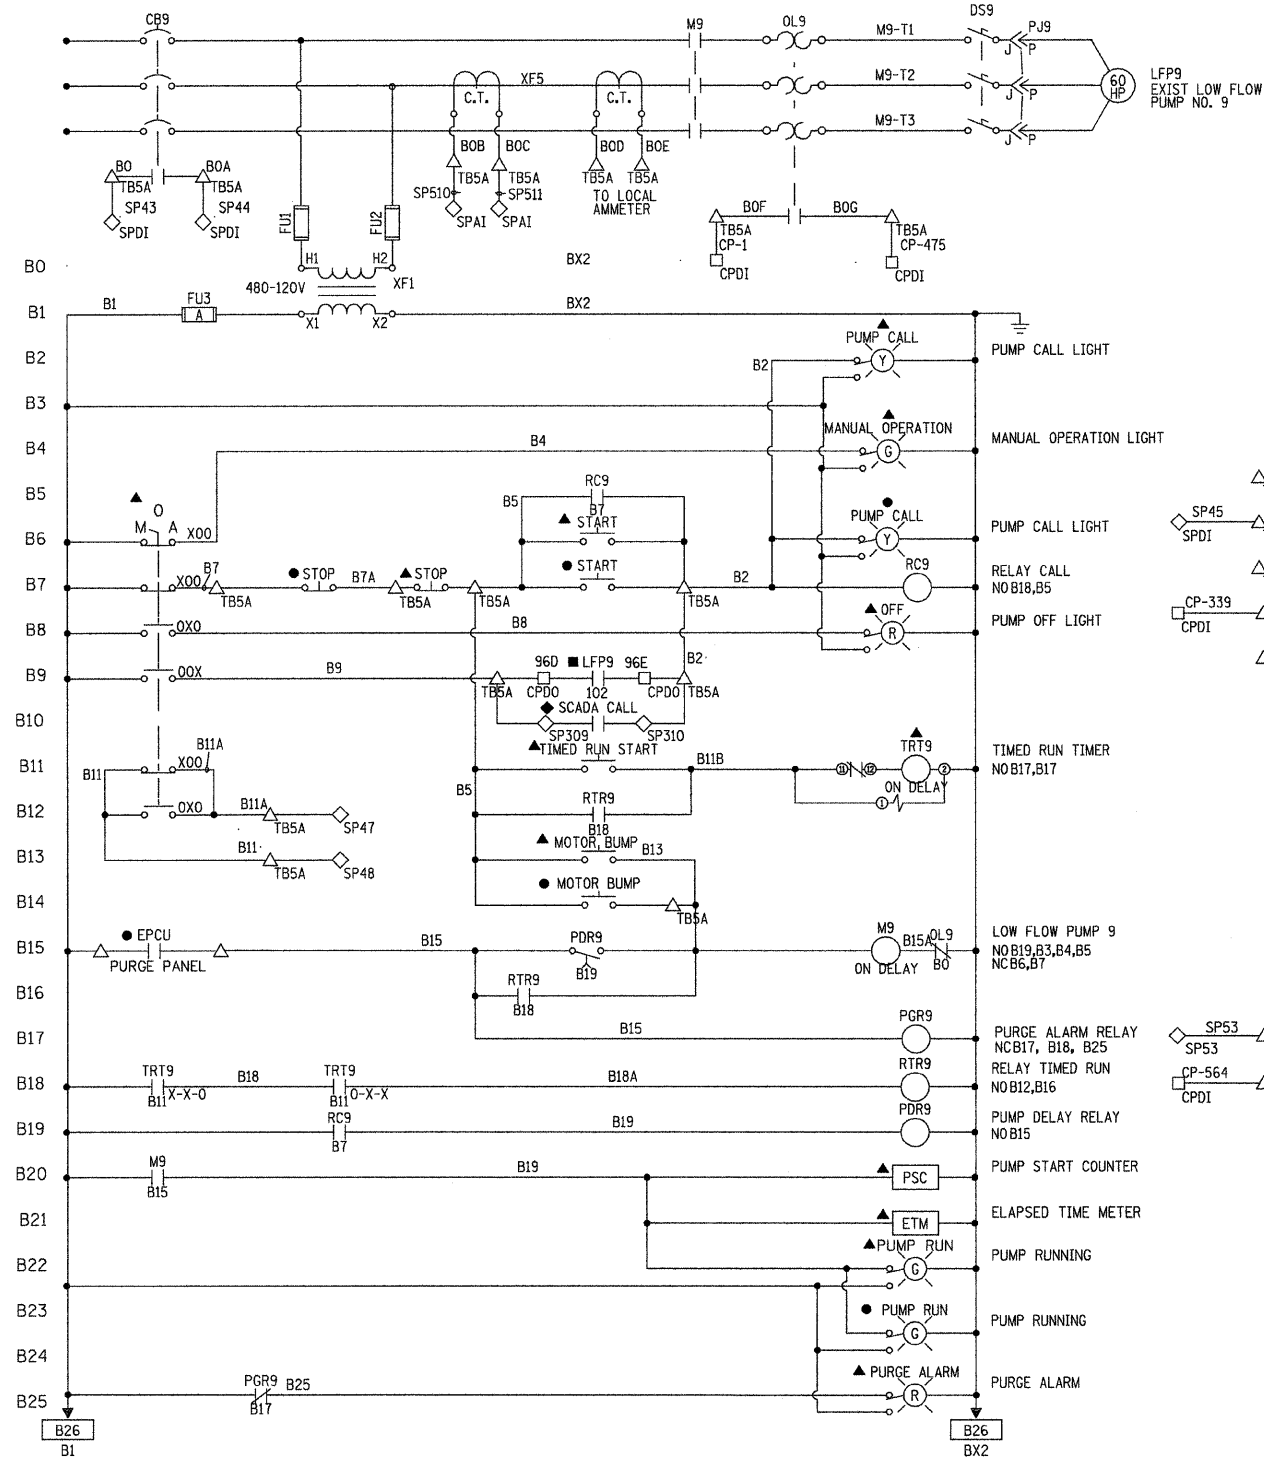 CB9
M9
OL9
DS9
PJ9
M9-T1
J P
M9-T2
XF5
C.T.
C.T.
J P
60
HP
LFP9
EXIST LOW FLOW
PUMP NO. 9
M9-T3
J P
B0 B0A
TB5A TB5A
SP43 SP44
SPDI SPDI
B0B B0C
TB5A TB5A
SP510 SP511
SPAI SPAI
B0D B0E
TB5A TB5A
TO LOCAL
AMMETER
FU1 FU2
B0F B0G
TB5A TB5A
CP-1 CP-475
CPDI CPDI
B0 H1 H2 BX2
480-120V XF1
B1 B1 FU3 A X1 X2 BX2
B2 B2 PUMP CALL Y PUMP CALL LIGHT
B3
B4 B4 MANUAL OPERATION G MANUAL OPERATION LIGHT
B5 B5 RC9 B7
B6 M O A X00 START PUMP CALL Y PUMP CALL LIGHT
SP45
SPDI
B7 X00 B7 TB5A STOP B7A TB5A STOP TB5A START TB5A B2 RC9 RELAY CALL
NO B18,B5
B8 0X0 B8 OFF R PUMP OFF LIGHT
CP-339
CPDI
B9 00X B9 TB5A 96D CPDO LFP9 102 96E CPDO B2 TB5A
B10 SP309 SCADA CALL SP310
B11 B11 X00 B11A TIMED RUN START B11B 11 12 TRT9 2 TIMED RUN TIMER
NO B17,B17
ON DELAY
1
B12 0X0 B11A TB5A SP47 B5 RTR9 B18
B13 B11 TB5A SP48 MOTOR BUMP B13
B14 MOTOR BUMP TB5A
B15 EPCU B15 PDR9 B19 M9 B15A OL9 B0 LOW FLOW PUMP 9
PURGE PANEL ON DELAY NO B19,B3,B4,B5
NC B6,B7
B16 RTR9 B18
B17 B15 PGR9 PURGE ALARM RELAY
NC B17, B18, B25
SP53
SP53
B18 TRT9 B11 X-X-0 B18 TRT9 B11 0-X-X B18A RTR9 RELAY TIMED RUN
NO B12,B16
CP-564
CPDI
B19 RC9 B7 B19 PDR9 PUMP DELAY RELAY
NO B15
B20 M9 B15 B19 PSC PUMP START COUNTER
B21 ETM ELAPSED TIME METER
B22 PUMP RUN G PUMP RUNNING
B23 PUMP RUN G PUMP RUNNING
B24
B25 PGR9 B17 B25 PURGE ALARM R PURGE ALARM
B26 B26
B1 BX2